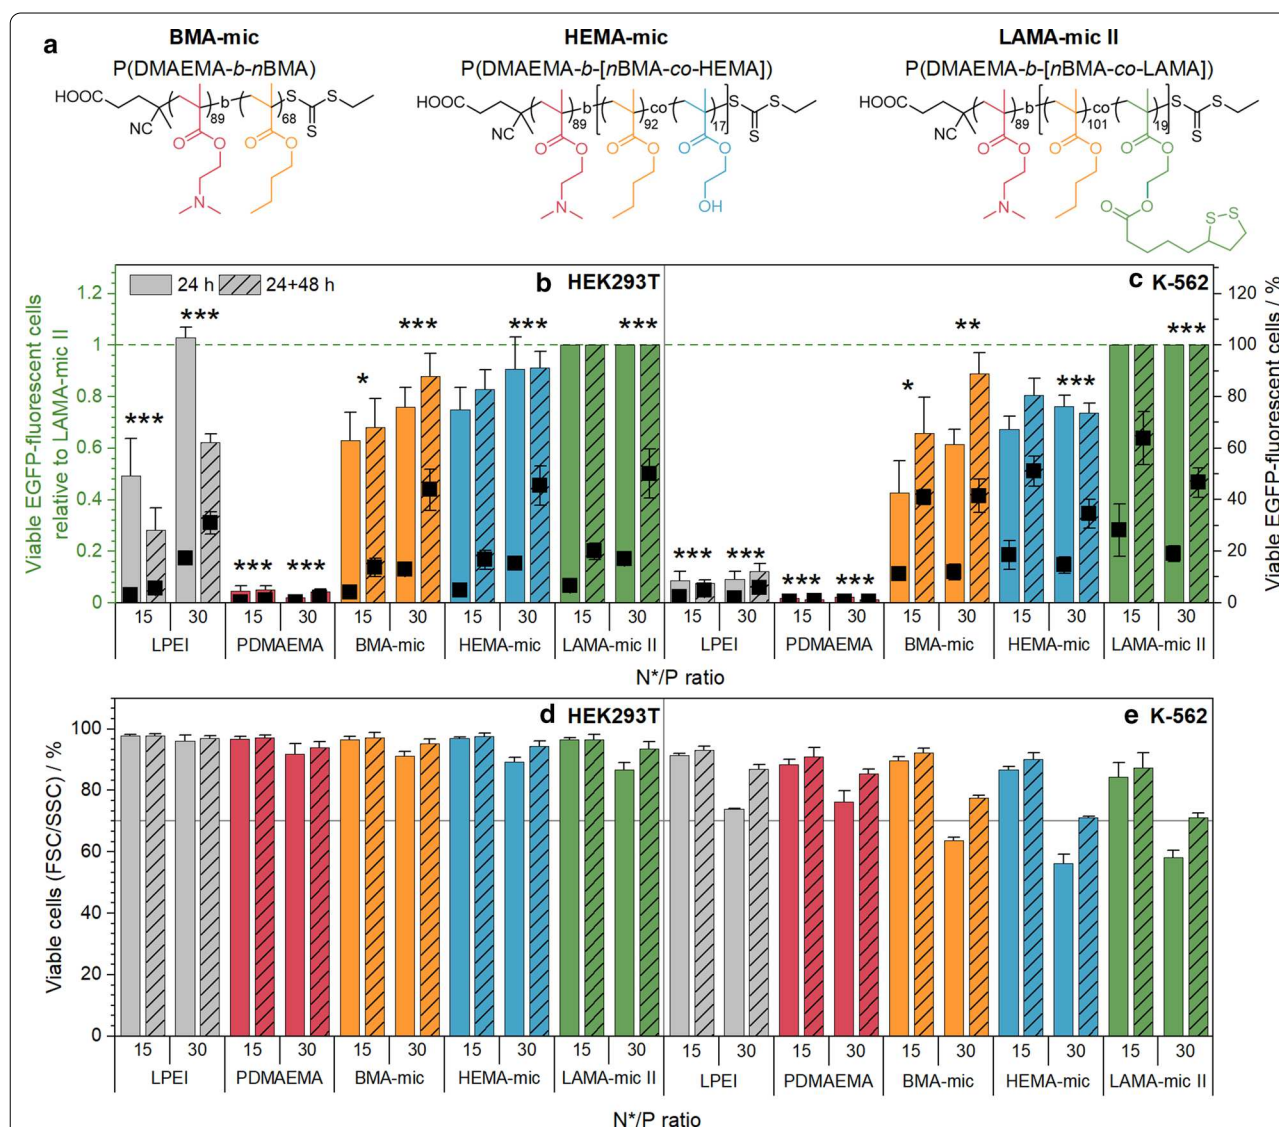 a
BMA-mic
HEMA-mic
LAMA-mic II
P(DMAEMA-b-nBMA)
P(DMAEMA-b-[nBMA-co-HEMA])
P(DMAEMA-b-[nBMA-co-LAMA])
HOOC NC 89 b 68 S S S O O O O N
HOOC NC 89 b 92 co 17 S S S O O O O O O N OH
HOOC NC 89 b 101 co 19 S S S O O O O O O N O O S S
24 h 24+48 h
b HEK293T
c K-562
Viable EGFP-fluorescent cells
relative to LAMA-mic II
1.2
1
0.8
0.6
0.4
0.2
0
*** *** *** *** * *** *** ***
*** *** *** *** * ** *** ***
120
100
80
60
40
20
0
Viable EGFP-fluorescent cells / %
15 30 15 30 15 30 15 30 15 30 15 30 15 30 15 30 15 30 15 30
LPEI PDMAEMA BMA-mic HEMA-mic LAMA-mic II LPEI PDMAEMA BMA-mic HEMA-mic LAMA-mic II
N*/P ratio
d HEK293T
e K-562
Viable cells (FSC/SSC) / %
100
80
60
40
20
0
15 30 15 30 15 30 15 30 15 30 15 30 15 30 15 30 15 30 15 30
LPEI PDMAEMA BMA-mic HEMA-mic LAMA-mic II LPEI PDMAEMA BMA-mic HEMA-mic LAMA-mic II
N*/P ratio